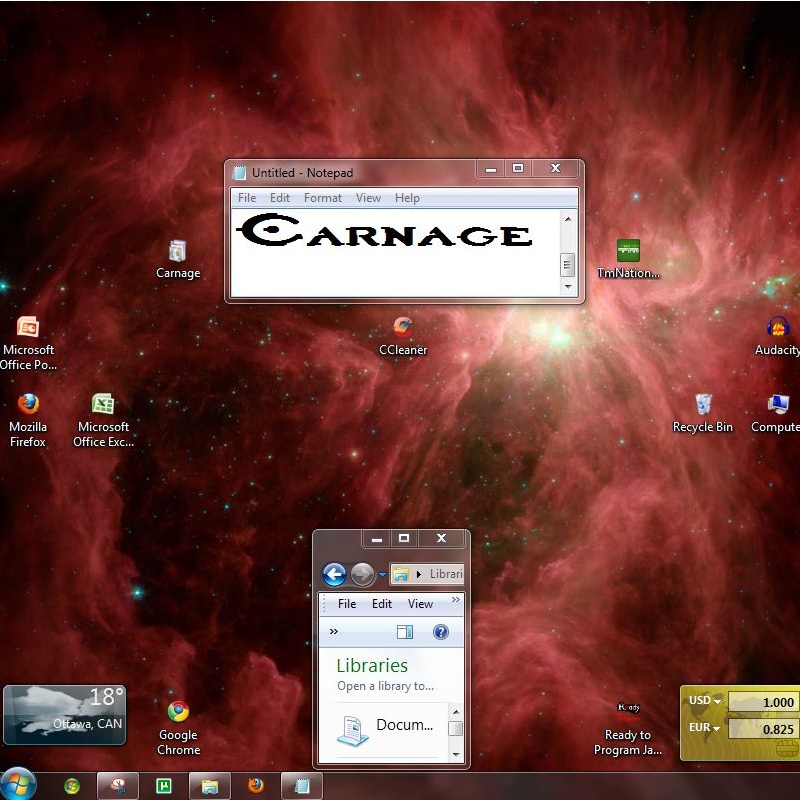 Untitled - Notepad
File Edit Format View Help
CARNAGE
Carnage
TmNation...
CCleaner
Microsoft
Office Po...
Audacity
Mozilla
Firefox
Microsoft
Office Exc...
Recycle Bin
Compute
Librari
File Edit View »
»
Libraries
Open a library to...
Docum...
18°
Ottawa, CAN
Google
Chrome
Ready
Ready to
Program Ja...
USD 1.000
EUR 0.825